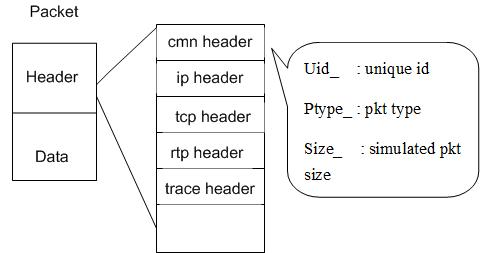 Packet
Header
Data
cmn header
ip header
tcp header
rtp header
trace header
Uid_ : unique id
Ptype_ : pkt type
Size_ : simulated pkt
size